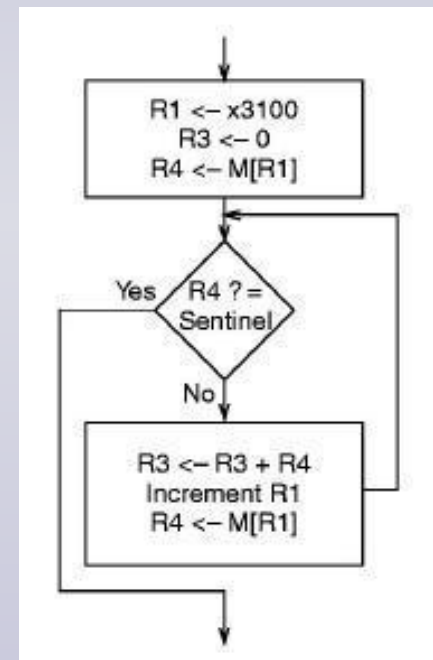 R1 <– x3100
R3 <– 0
R4 <– M[R1]
Yes
R4 ? =
Sentinel
No
R3 <– R3 + R4
Increment R1
R4 <– M[R1]